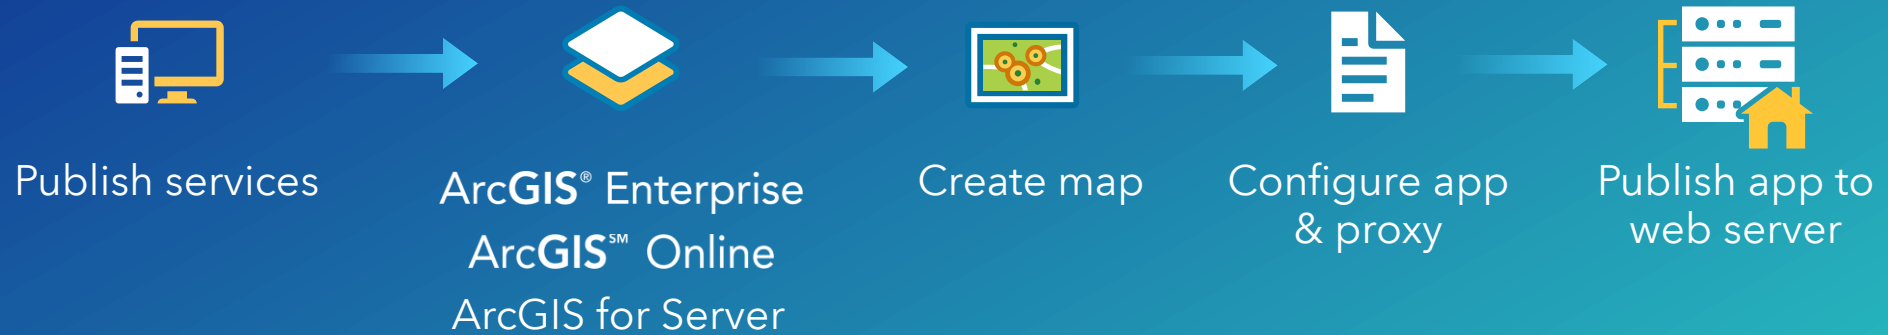 Publish services
ArcGIS® Enterprise
ArcGIS℠ Online
ArcGIS for Server
Create map
Configure app
& proxy
Publish app to
web server